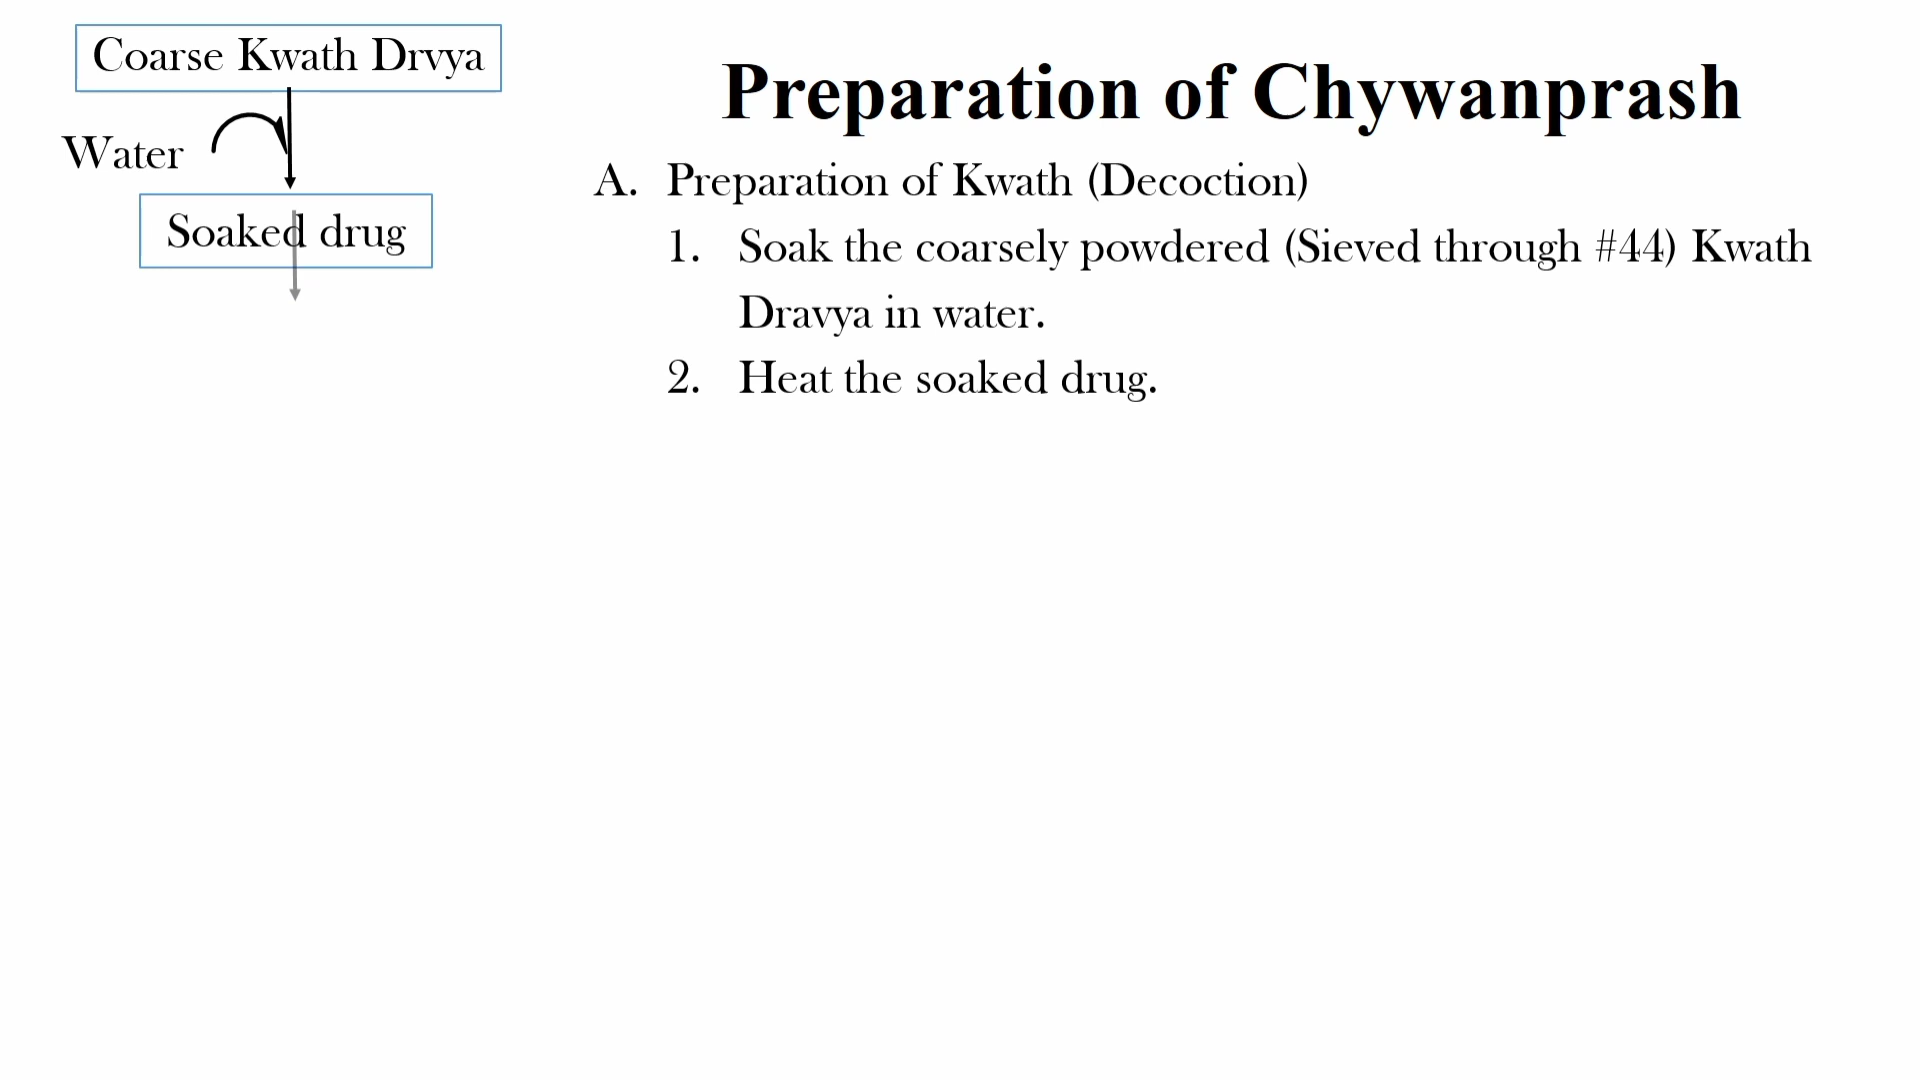 Coarse Kwath Drvya
Water
Soaked drug
Preparation of Chywanprash
A. Preparation of Kwath (Decoction)
1. Soak the coarsely powdered (Sieved through #44) Kwath
Dravya in water.
2. Heat the soaked drug.